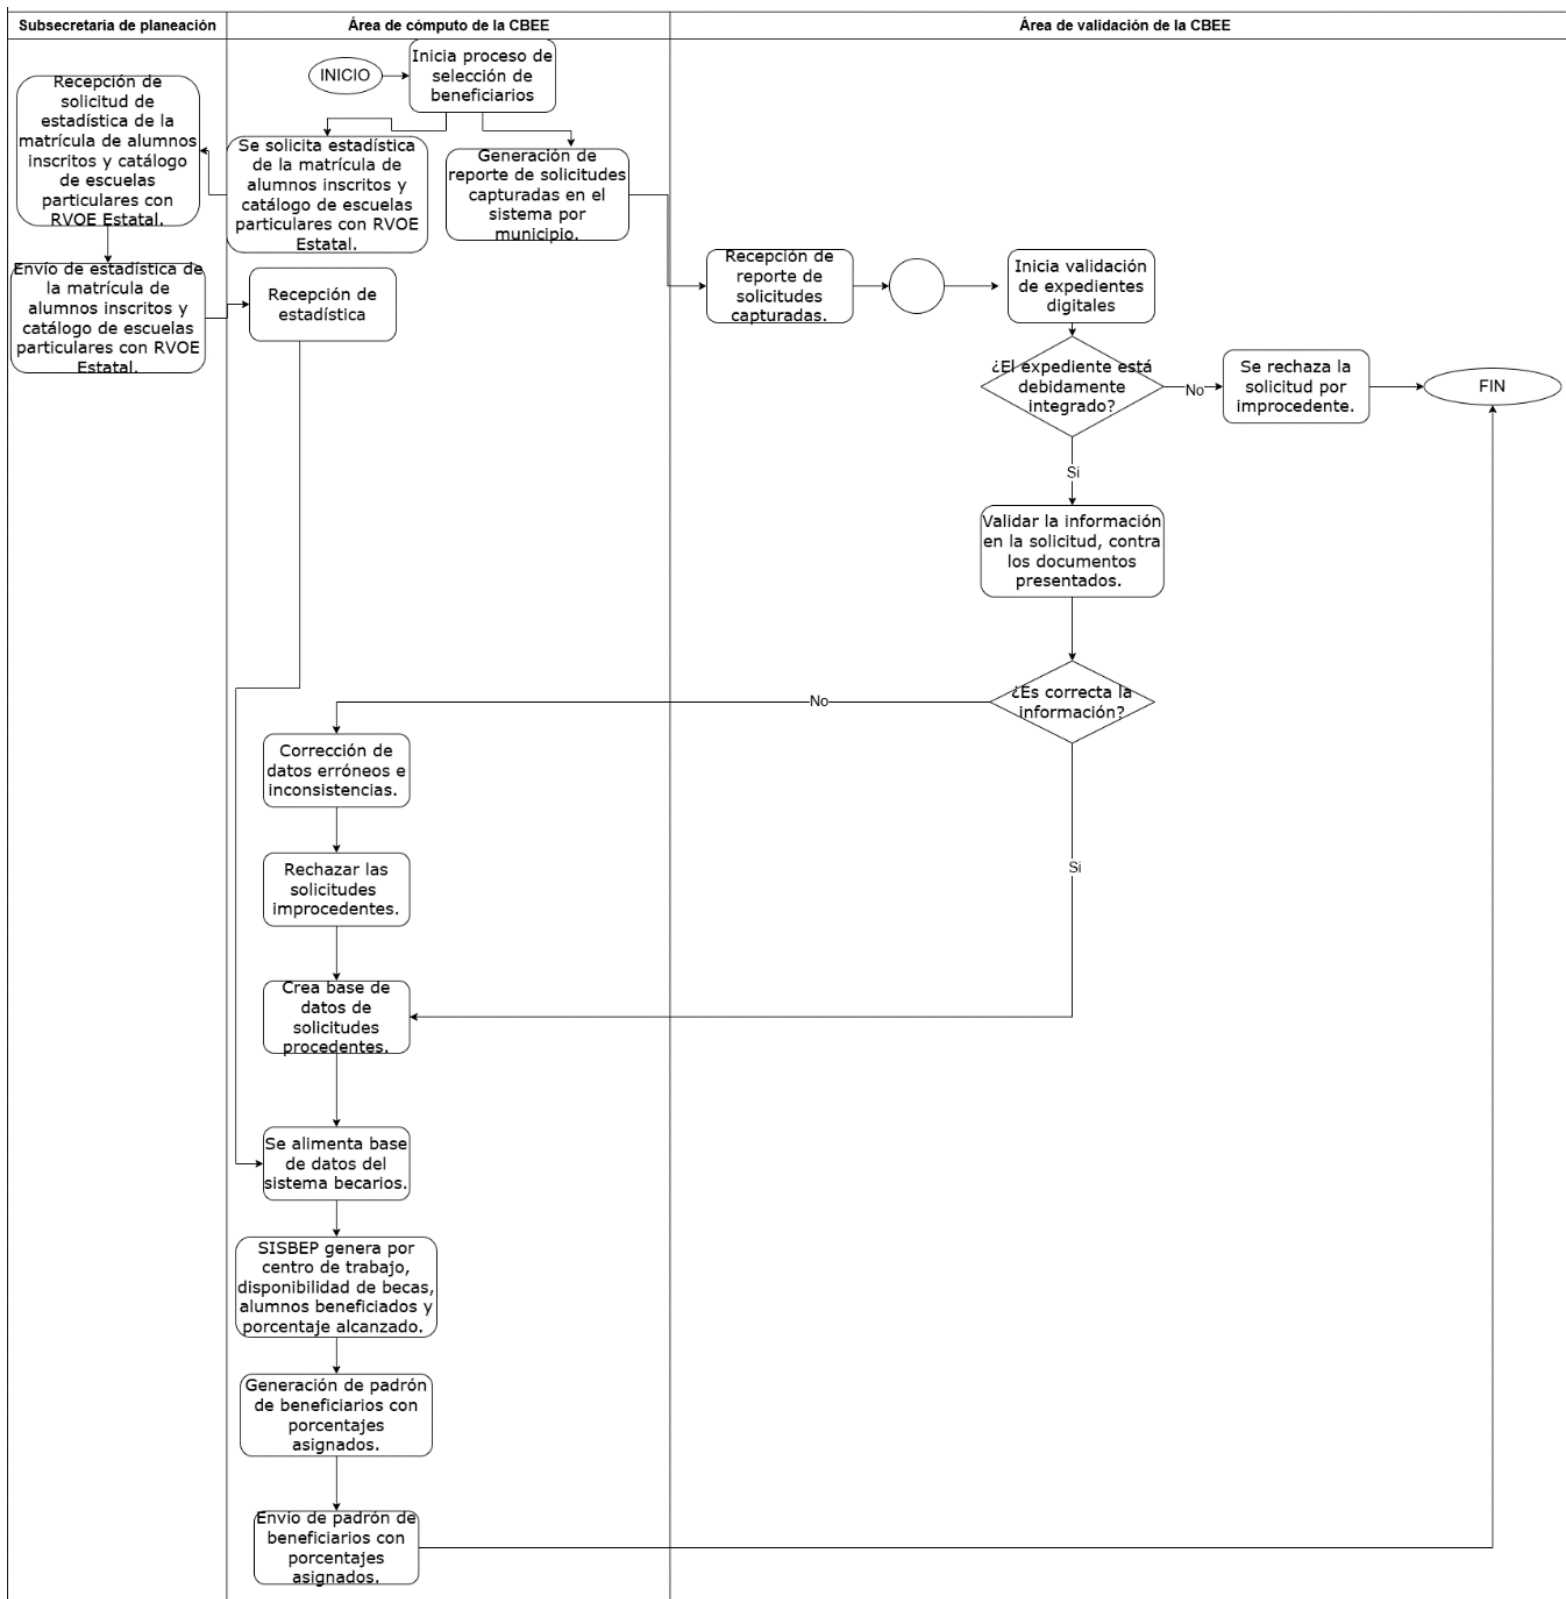 Subsecretaría de planeación
Área de cómputo de la CBEE
Área de validación de la CBEE
INICIO
Inicia proceso de
selección de
beneficiarios
Recepción de
solicitud de
estadística de la
matrícula de alumnos
inscritos y catálogo
de escuelas
particulares con
RVOE Estatal.
Se solicita estadística
de la matrícula de
alumnos inscritos y
catálogo de escuelas
particulares con RVOE
Estatal.
Generación de
reporte de solicitudes
capturadas en el
sistema por
municipio.
Envío de estadística de
la matrícula de
alumnos inscritos y
catálogo de escuelas
particulares con RVOE
Estatal.
Recepción de
estadística
Recepción de
reporte de
solicitudes
capturadas.
Inicia validación
de expedientes
digitales
¿El expediente está
debidamente
integrado?
No
Se rechaza la
solicitud por
improcedente.
FIN
Si
Validar la información
en la solicitud, contra
los documentos
presentados.
¿Es correcta la
información?
No
Corrección de
datos erróneos e
inconsistencias.
Rechazar las
solicitudes
improcedentes.
Si
Crea base de
datos de
solicitudes
procedentes.
Se alimenta base
de datos del
sistema becarios.
SISBEP genera por
centro de trabajo,
disponibilidad de becas,
alumnos beneficiados y
porcentaje alcanzado.
Generación de padrón
de beneficiarios con
porcentajes
asignados.
Envío de padrón de
beneficiarios con
porcentajes
asignados.